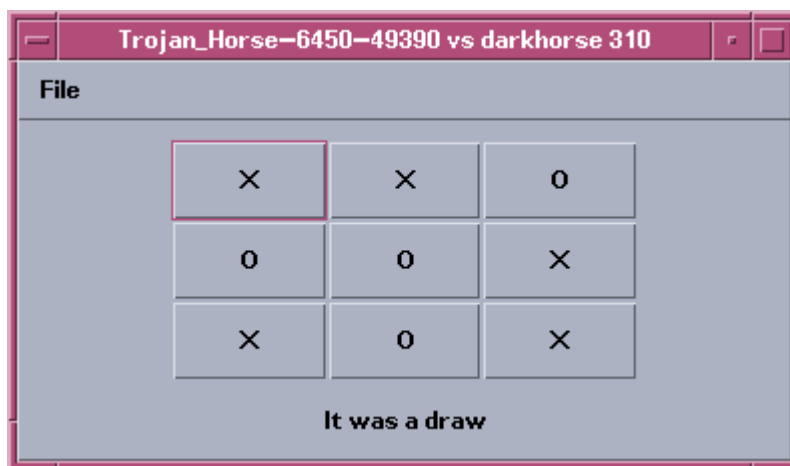 Trojan_Horse-6450-49390 vs darkhorse 310
File
X X O
O O X
X O X
It was a draw